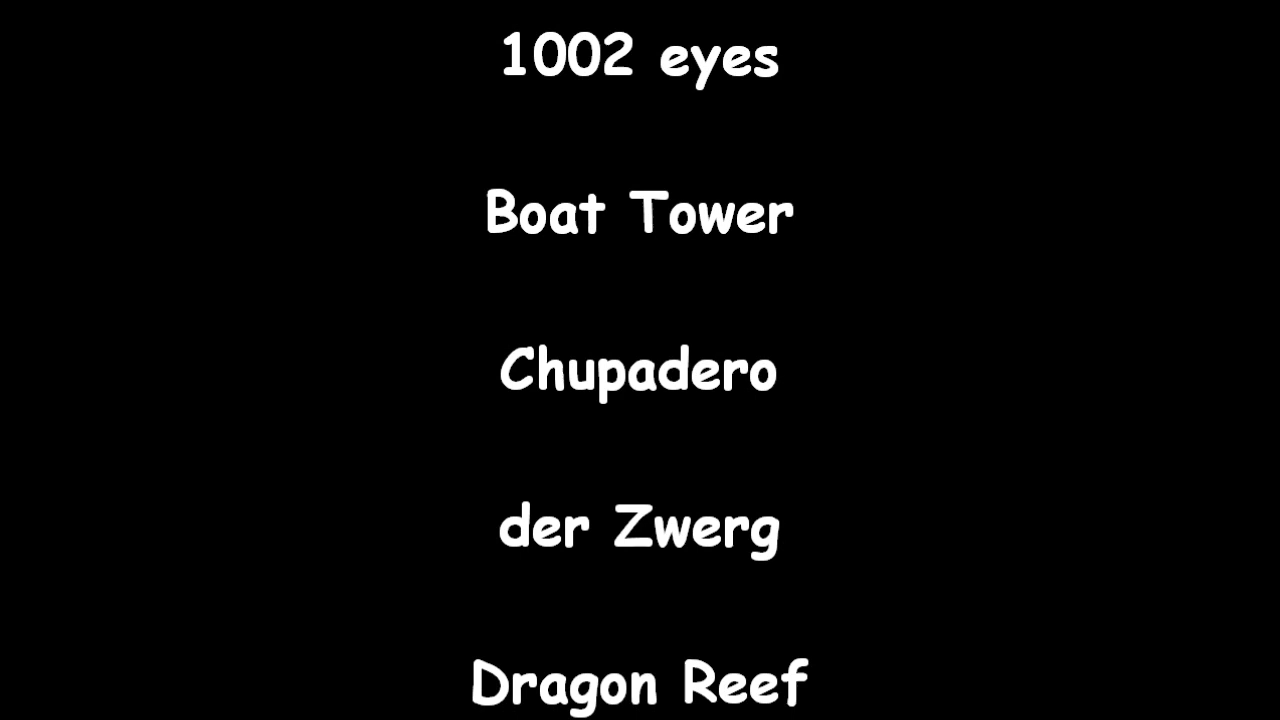 1002 eyes
Boat Tower
Chupadero
der Zwerg
Dragon Reef